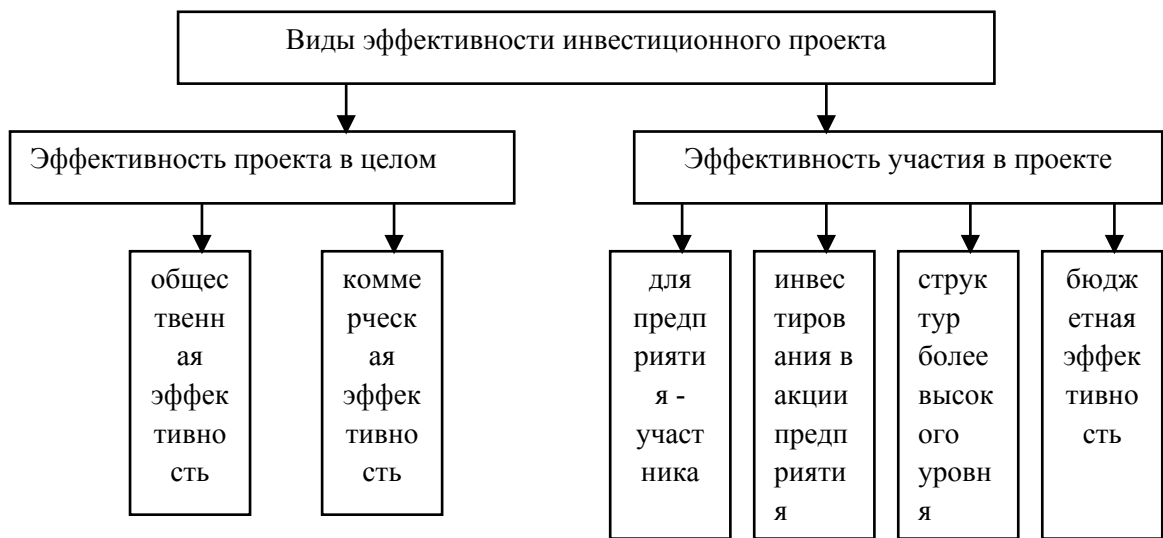 Виды эффективности инвестиционного проекта
Эффективность проекта в целом
Эффективность участия в проекте
общес
твенн
ая
эффек
тивно
сть
комме
рческ
ая
эффек
тивно
сть
для
предп
рияти
я -
участ
ника
инвес
тиров
ания в
акции
предп
рияти
я
струк
тур
более
высок
ого
уровн
я
бюдж
етная
эффек
тивно
сть